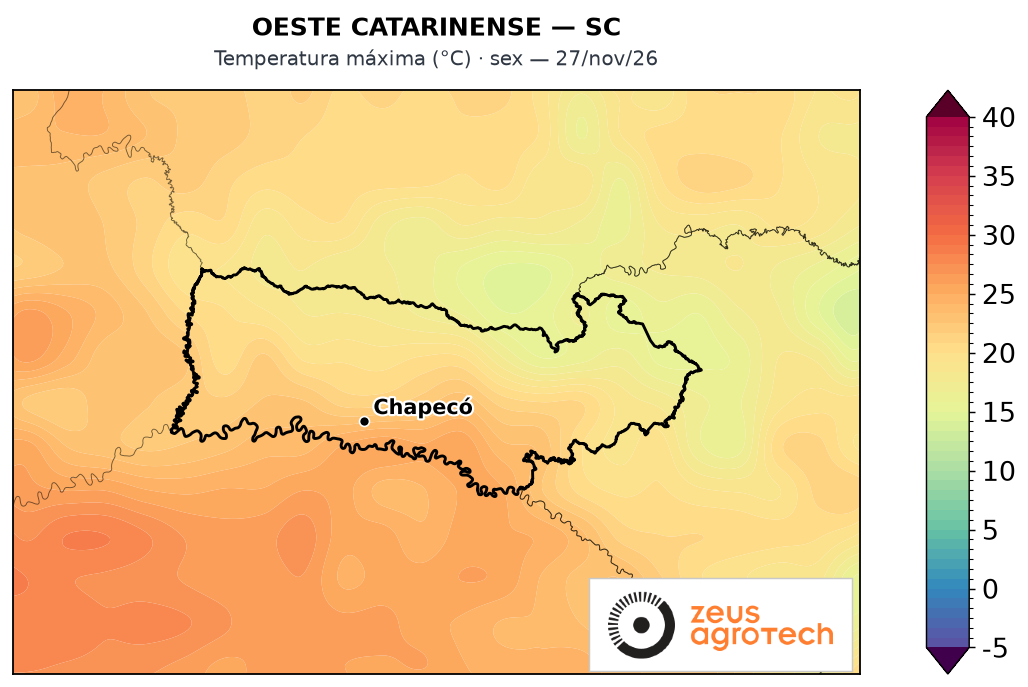 OESTE CATARINENSE — SC
Temperatura máxima (°C) · sex — 27/nov/26
40
35
30
25
20
15
10
5
0
-5
Chapecó
zeus
agrotech